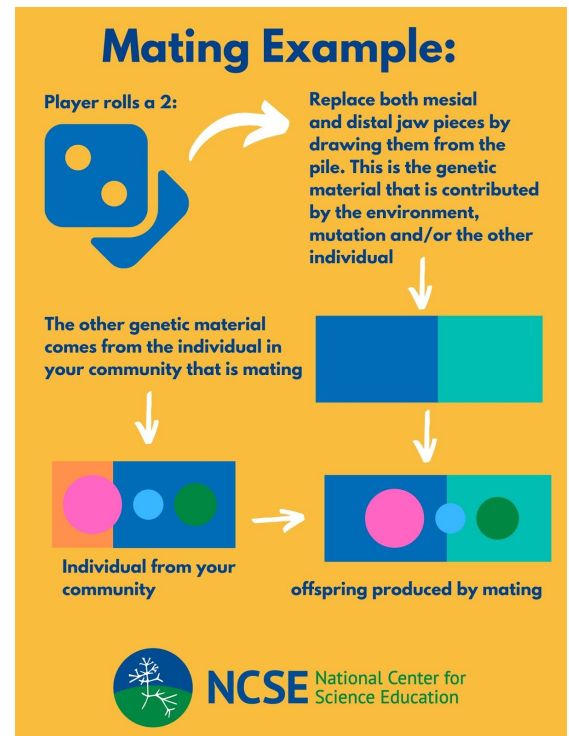 Mating Example:
Player rolls a 2:
Replace both mesial
and distal jaw pieces by
drawing them from the
pile. This is the genetic
material that is contributed
by the environment,
mutation and/or the other
individual
The other genetic material
comes from the individual in
your community that is mating
Individual from your
community
offspring produced by mating
NCSE National Center for
Science Education